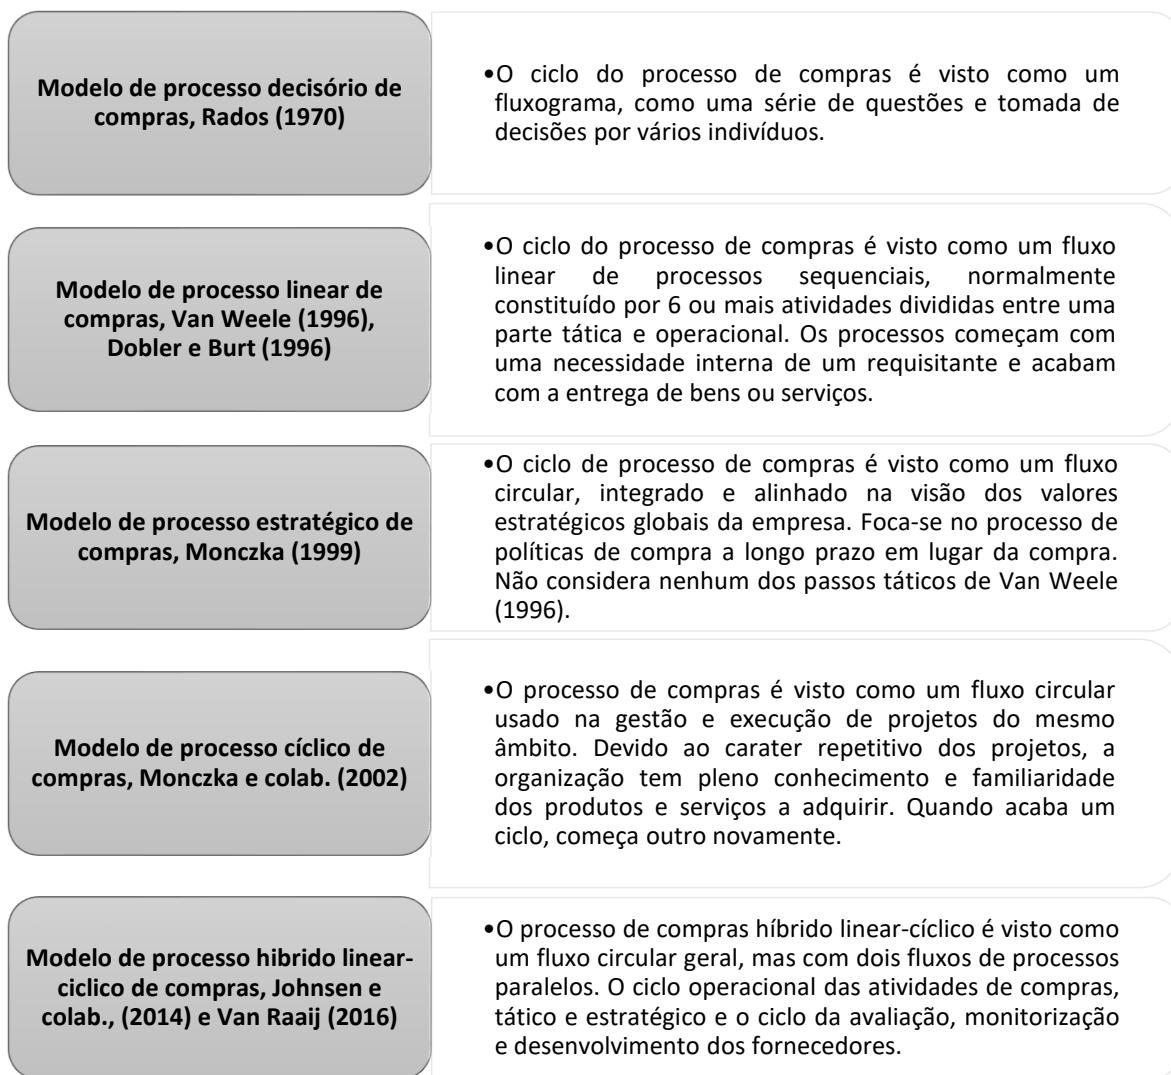 Modelo de processo decisório de
compras, Rados (1970)
•O ciclo do processo de compras é visto como um
fluxograma, como uma série de questões e tomada de
decisões por vários indivíduos.
Modelo de processo linear de
compras, Van Weele (1996),
Dobler e Burt (1996)
•O ciclo do processo de compras é visto como um fluxo
linear de processos sequenciais, normalmente
constituído por 6 ou mais atividades divididas entre uma
parte tática e operacional. Os processos começam com
uma necessidade interna de um requisitante e acabam
com a entrega de bens ou serviços.
Modelo de processo estratégico de
compras, Monczka (1999)
•O ciclo de processo de compras é visto como um fluxo
circular, integrado e alinhado na visão dos valores
estratégicos globais da empresa. Foca-se no processo de
políticas de compra a longo prazo em lugar da compra.
Não considera nenhum dos passos táticos de Van Weele
(1996).
Modelo de processo cíclico de
compras, Monczka e colab. (2002)
•O processo de compras é visto como um fluxo circular
usado na gestão e execução de projetos do mesmo
âmbito. Devido ao carater repetitivo dos projetos, a
organização tem pleno conhecimento e familiaridade
dos produtos e serviços a adquirir. Quando acaba um
ciclo, começa outro novamente.
Modelo de processo hibrido linear-
ciclico de compras, Johnsen e
colab., (2014) e Van Raaij (2016)
•O processo de compras híbrido linear-cíclico é visto como
um fluxo circular geral, mas com dois fluxos de processos
paralelos. O ciclo operacional das atividades de compras,
tático e estratégico e o ciclo da avaliação, monitorização
e desenvolvimento dos fornecedores.